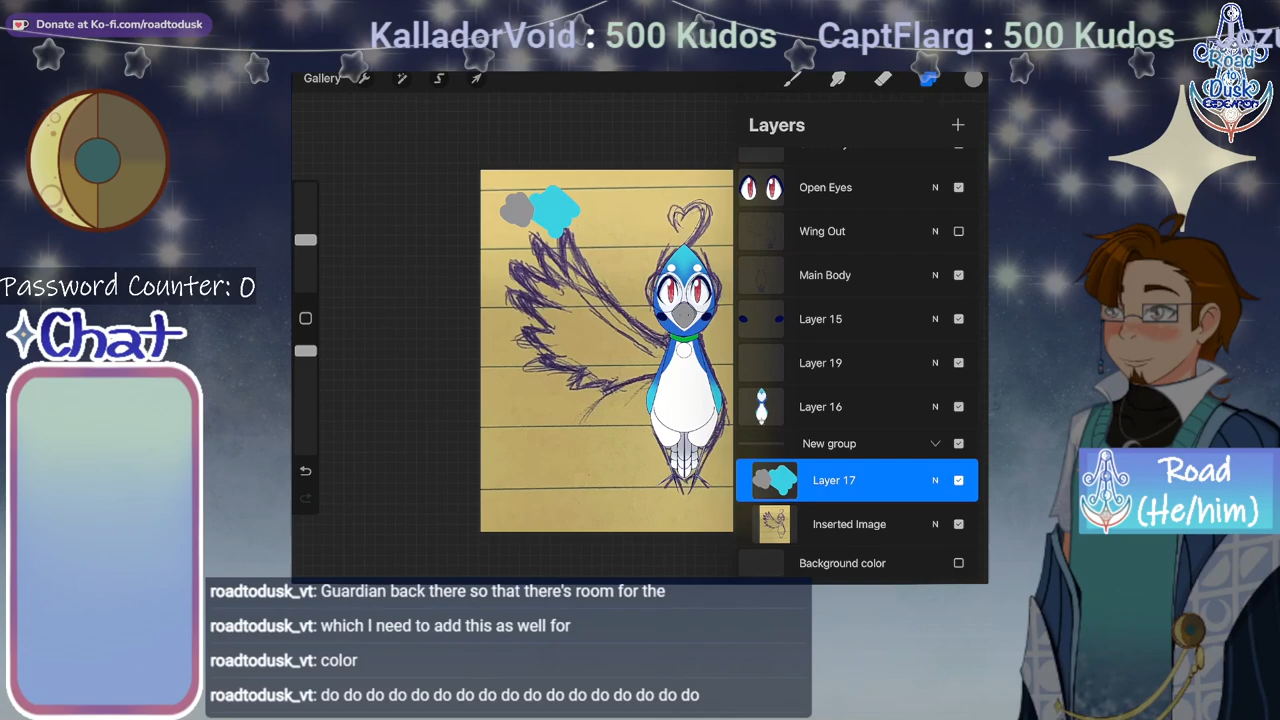 Donate at Ko-fi.com/roadtodusk
KalladorVoid : 500 Kudos CaptFlarg : 500 Kudos
Road
to
Dusk
Gallery
Layers
Open Eyes N
Wing Out N
Main Body N
Layer 15 N
Layer 19 N
Layer 16 N
New group
Layer 17 N
Inserted Image N
Background color
Password Counter: 0
Chat
Road
(He/him)
roadtodusk_vt: Guardian back there so that there's room for the
roadtodusk_vt: which I need to add this as well for
roadtodusk_vt: color
roadtodusk_vt: do do do do do do do do do do do do do do do do do